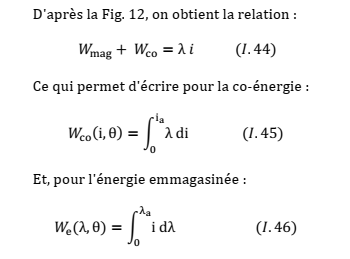 D'après la Fig. 12, on obtient la relation :
W_mag + W_co = λ i (I.44)
Ce qui permet d'écrire pour la co-énergie :
W_co(i, θ) = ∫_0^{i_a} λ di (I.45)
Et, pour l'énergie emmagasinée :
W_e(λ, θ) = ∫_0^{λ_a} i dλ (I.46)